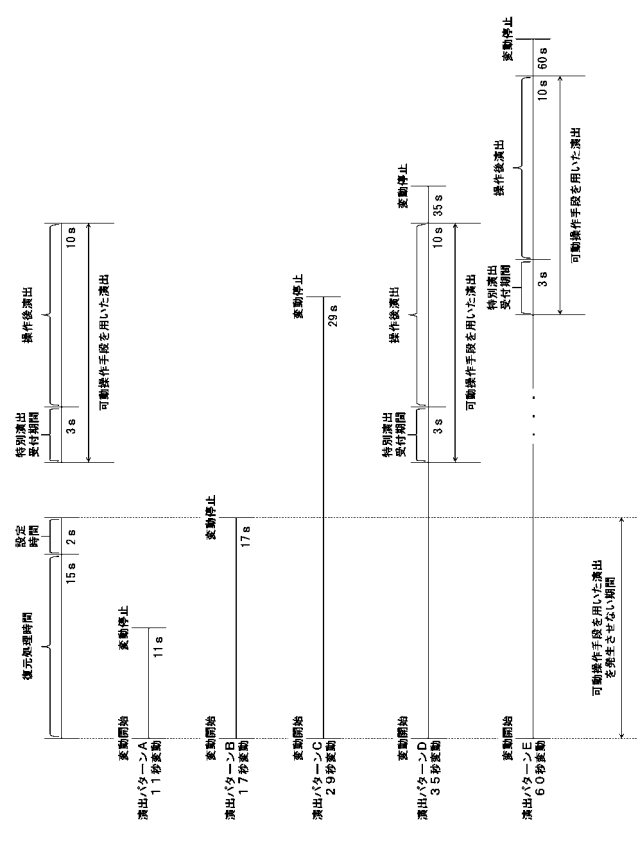 復元処理時間
15s
設定
時間
2s
特別演出
受付期間
3s
操作後演出
10s
可動操作手段を用いた演出
演出パターンA
11秒変動
変動開始
変動停止
11s
演出パターンB
17秒変動
変動開始
変動停止
17s
演出パターンC
29秒変動
変動開始
変動停止
29s
演出パターンD
35秒変動
変動開始
特別演出
受付期間
3s
操作後演出
10s
可動操作手段を用いた演出
変動停止
35s
演出パターンE
60秒変動
変動開始
特別演出
受付期間
3s
操作後演出
10s
可動操作手段を用いた演出
変動停止
60s
可動操作手段を用いた演出
を発生させない期間